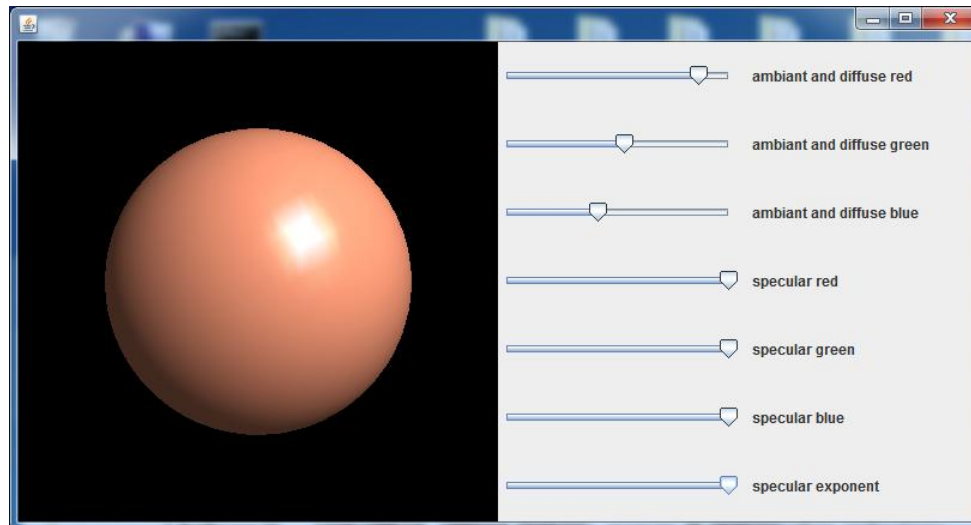 ambiant and diffuse red
ambiant and diffuse green
ambiant and diffuse blue
specular red
specular green
specular blue
specular exponent